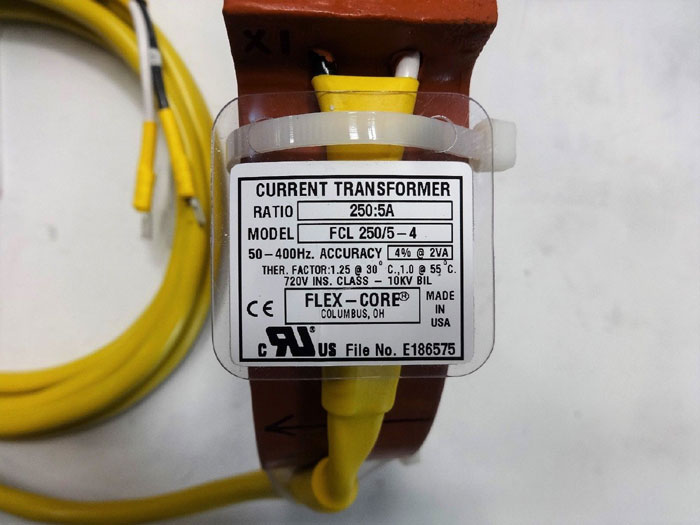 X1
CURRENT TRANSFORMER
RATIO 250:5A
MODEL FCL 250/5-4
50-400Hz. ACCURACY 4% @ 2VA
THER. FACTOR:1.25 @ 30°C.,1.0 @ 55°C.
720V INS. CLASS - 10KV BIL
CE FLEX-CORE® MADE
COLUMBUS, OH IN
USA
C RU® US File No. E186575